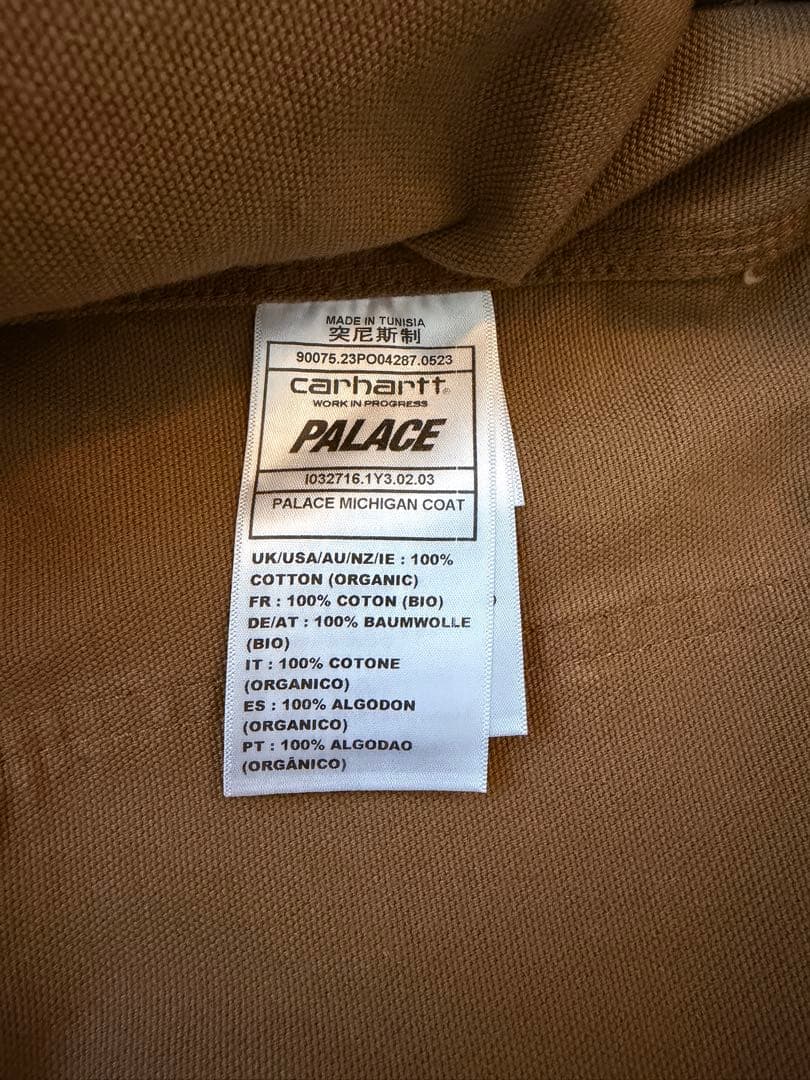 MADE IN TUNISIA
突尼斯制
90075.23PO04287.0523
carhartt
WORK IN PROGRESS
PALACE
I032716.1Y3.02.03
PALACE MICHIGAN COAT
UK/USA/AU/NZ/IE : 100%
COTTON (ORGANIC)
FR : 100% COTON (BIO)
DE/AT : 100% BAUMWOLLE
(BIO)
IT : 100% COTONE
(ORGANICO)
ES : 100% ALGODON
(ORGANICO)
PT : 100% ALGODAO
(ORGÂNICO)